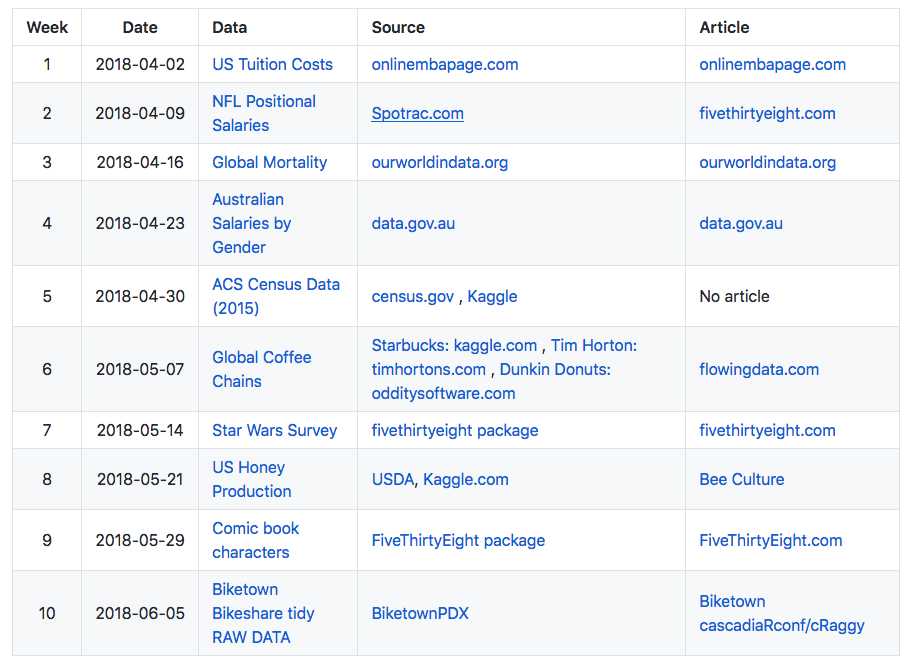 Week Date Data Source Article
1 2018-04-02 US Tuition Costs onlinembapage.com onlinembapage.com
2 2018-04-09 NFL Positional Salaries Spotrac.com fivethirtyeight.com
3 2018-04-16 Global Mortality ourworldindata.org ourworldindata.org
4 2018-04-23 Australian Salaries by Gender data.gov.au data.gov.au
5 2018-04-30 ACS Census Data (2015) census.gov , Kaggle No article
6 2018-05-07 Global Coffee Chains Starbucks: kaggle.com , Tim Horton: timhortons.com , Dunkin Donuts: odditysoftware.com flowingdata.com
7 2018-05-14 Star Wars Survey fivethirtyeight package fivethirtyeight.com
8 2018-05-21 US Honey Production USDA, Kaggle.com Bee Culture
9 2018-05-29 Comic book characters FiveThirtyEight package FiveThirtyEight.com
10 2018-06-05 Biketown Bikeshare tidy RAW DATA BiketownPDX Biketown cascadiaRconf/cRaggy